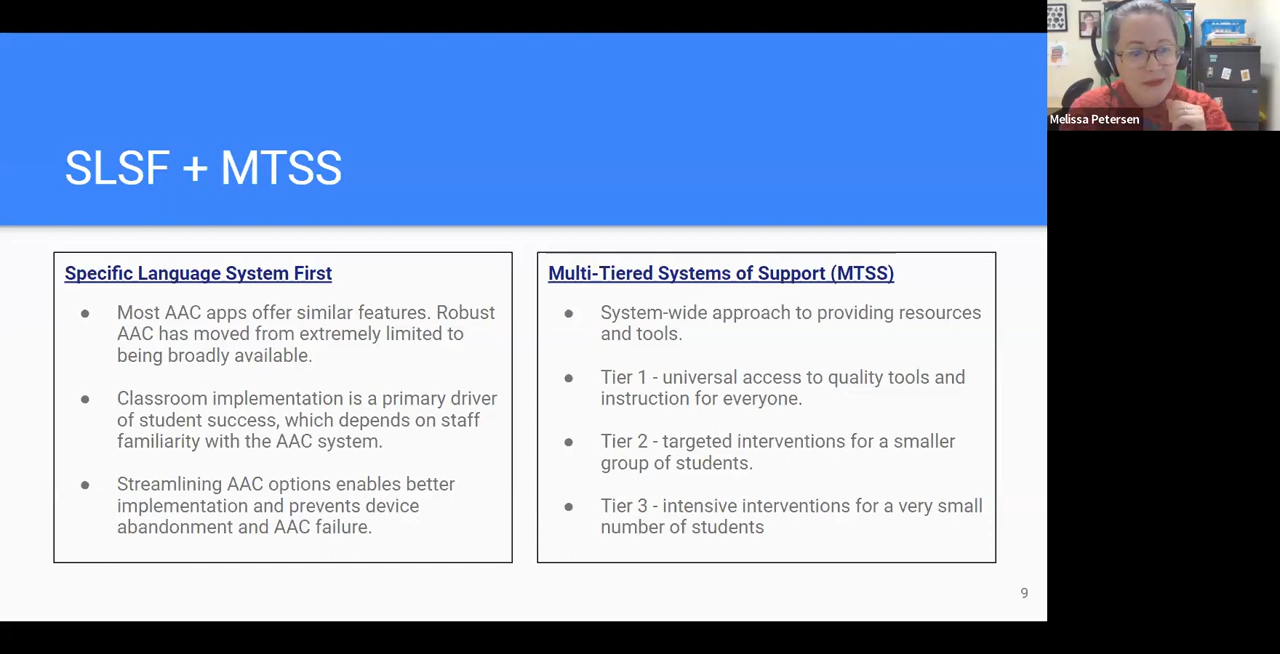 Melissa Petersen
SLSF + MTSS
Specific Language System First
● Most AAC apps offer similar features. Robust
AAC has moved from extremely limited to
being broadly available.
● Classroom implementation is a primary driver
of student success, which depends on staff
familiarity with the AAC system.
● Streamlining AAC options enables better
implementation and prevents device
abandonment and AAC failure.
Multi-Tiered Systems of Support (MTSS)
● System-wide approach to providing resources
and tools.
● Tier 1 - universal access to quality tools and
instruction for everyone.
● Tier 2 - targeted interventions for a smaller
group of students.
● Tier 3 - intensive interventions for a very small
number of students
9